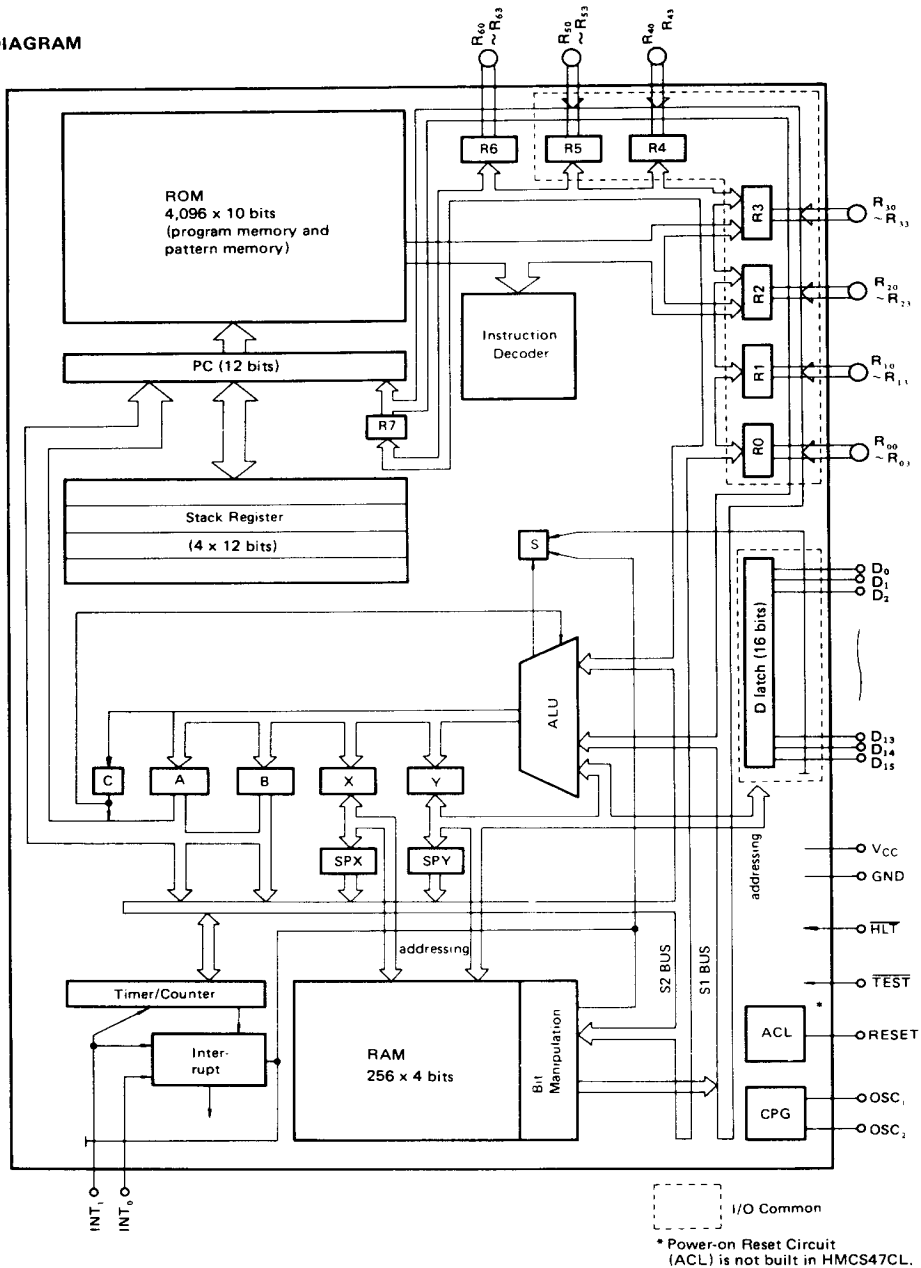 DIAGRAM
R₆₀
~ R₆₃
R₅₀
~ R₅₃
R₄₀
R₄₃
R6
R5
R4
ROM
4,096 x 10 bits
(program memory and
pattern memory)
R3
R₃₀
~ R₃₃
R2
R₂₀
~ R₂₃
Instruction
Decoder
PC (12 bits)
R1
R₁₀
~ R₁₃
R7
R0
R₀₀
~ R₀₃
Stack Register
(4 x 12 bits)
S
D latch (16 bits)
D₀
D₁
D₂
ALU
D₁₃
D₁₄
D₁₅
C
A
B
X
Y
SPX
SPY
addressing
VCC
GND
addressing
S2 BUS
S1 BUS
HLT
TEST
Timer/Counter
*
ACL
RESET
Inter-
rupt
RAM
256 x 4 bits
Bit Manipulation
CPG
OSC₁
OSC₂
INT₁
INT₀
I/O Common
* Power-on Reset Circuit
(ACL) is not built in HMCS47CL.